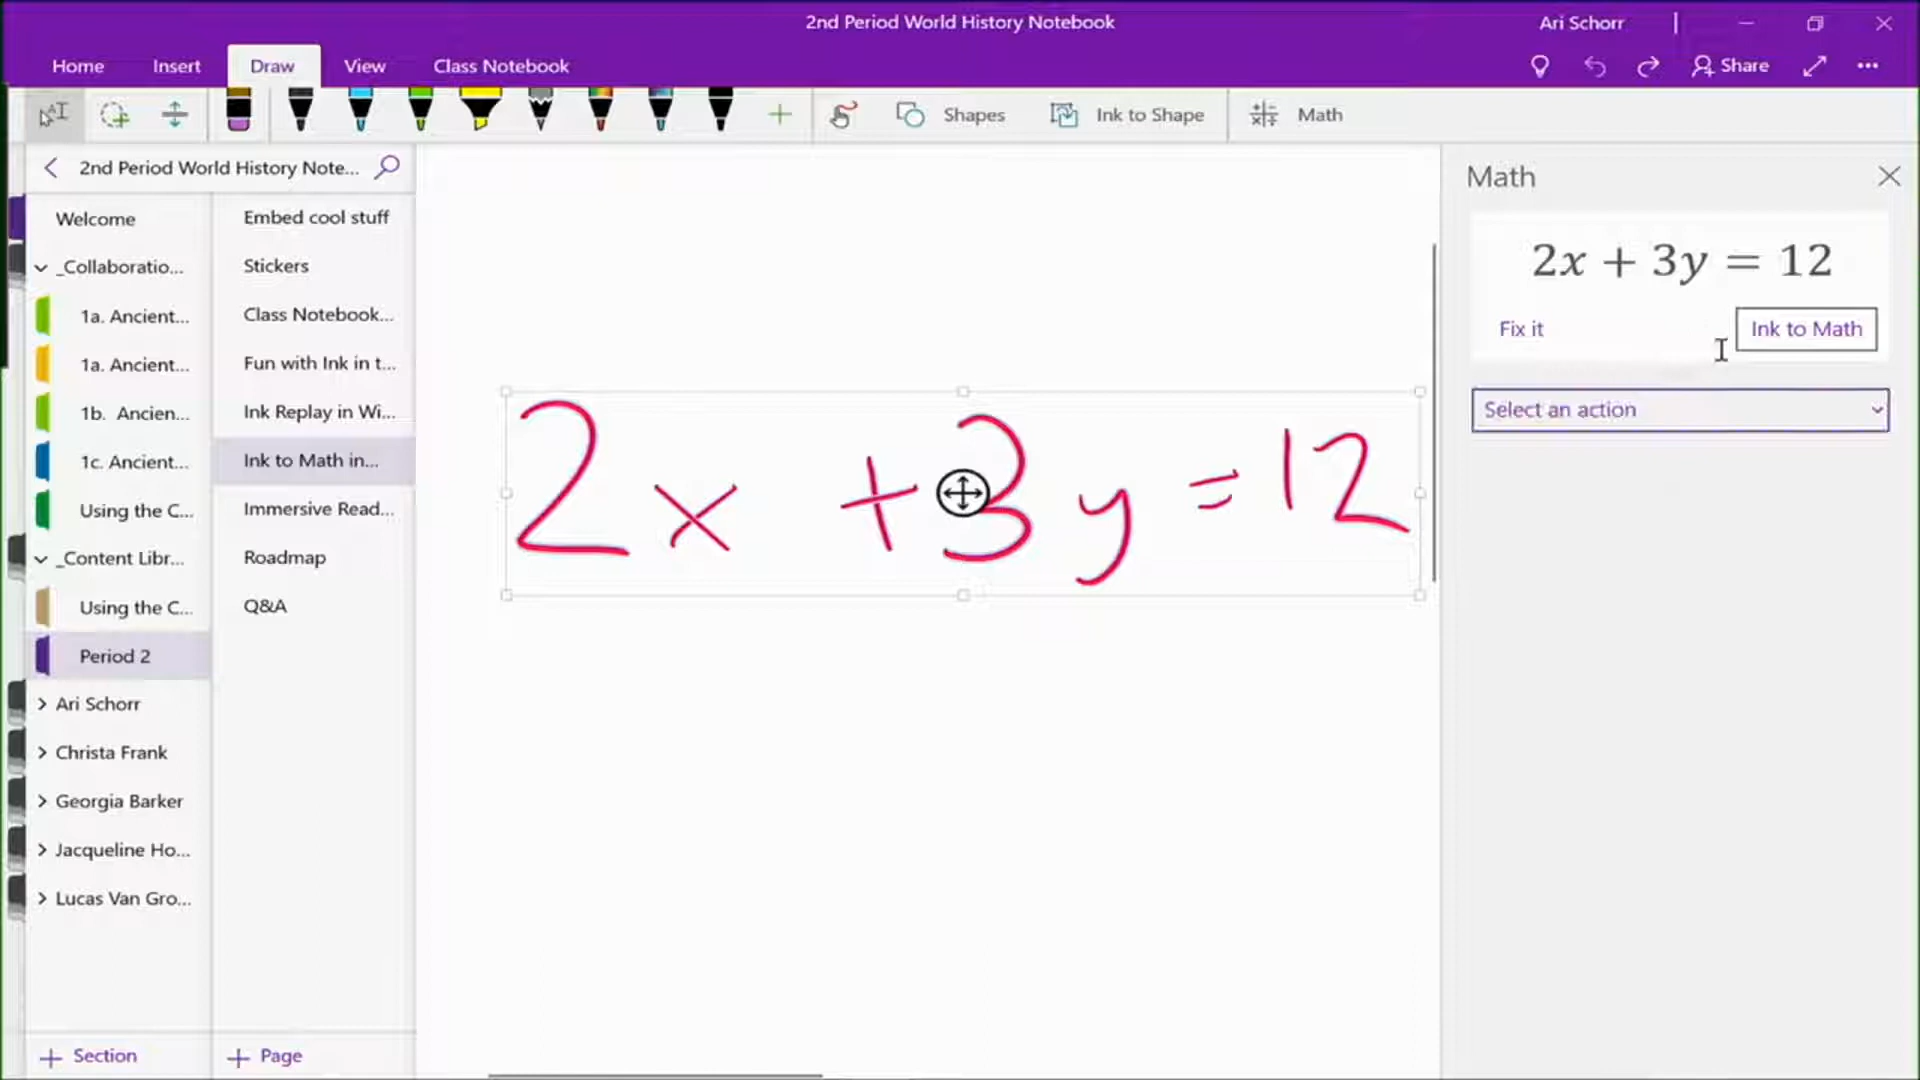 2nd Period World History Notebook
Ari Schorr
Home Insert Draw View Class Notebook
Share
Shapes Ink to Shape Math
2nd Period World History Note...
Welcome
_Collaboratio...
1a. Ancient...
1a. Ancient...
1b. Ancien...
1c. Ancient...
Using the C...
_Content Libr...
Using the C...
Period 2
Ari Schorr
Christa Frank
Georgia Barker
Jacqueline Ho...
Lucas Van Gro...
+ Section
Embed cool stuff
Stickers
Class Notebook...
Fun with Ink in t...
Ink Replay in Wi...
Ink to Math in...
Immersive Read...
Roadmap
Q&A
+ Page
2x + 3y = 12
Math
2x + 3y = 12
Fix it Ink to Math
Select an action